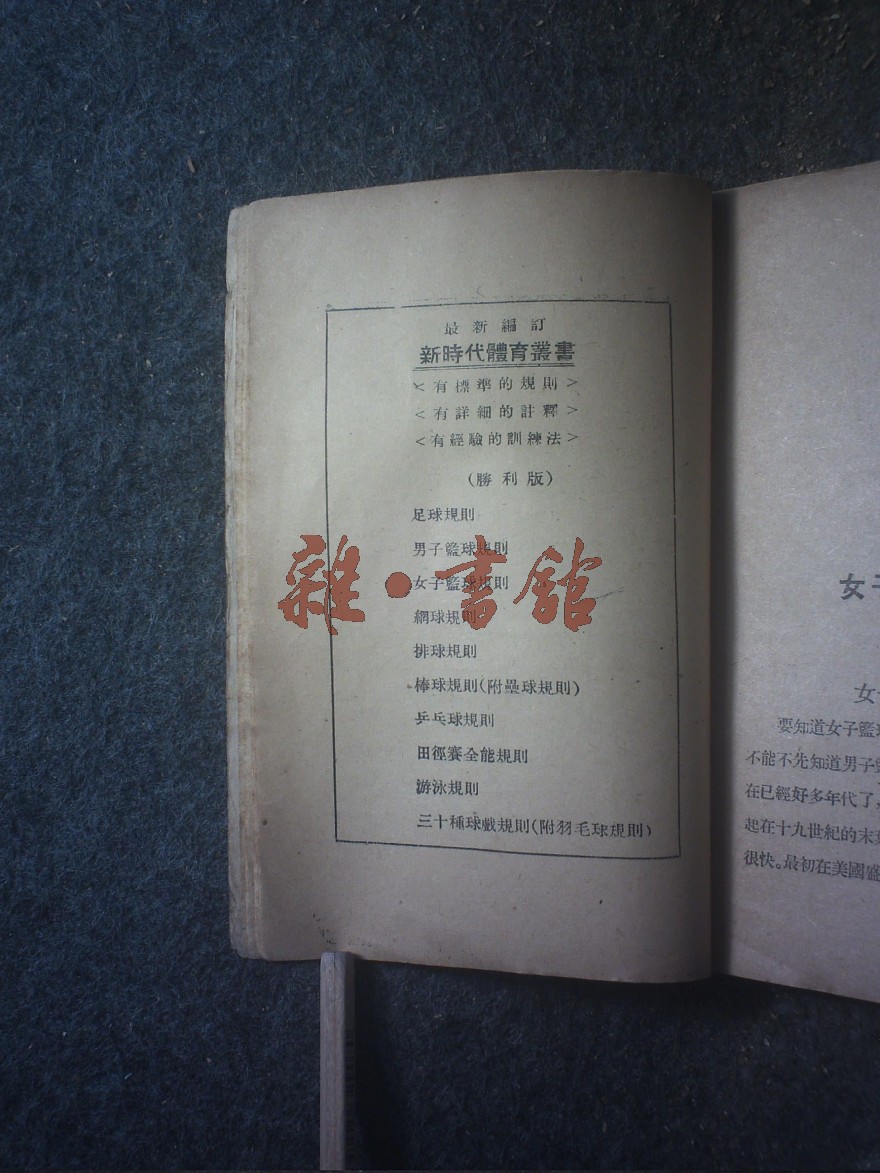 最新編訂
新時代體育叢書
<有標準的規則>
<有詳細的註釋>
<有經驗的訓練法>
(勝利版)
足球規則
男子籃球規則
女子籃球規則
網球規則
排球規則
棒球規則(附壘球規則)
乒乓球規則
田徑賽全能規則
游泳規則
三十種球戲規則(附羽毛球規則)
雜·書館
女子
女
要知道女子籃
不能不先知道男子
在已經好多年代了,
起在十九世紀的末
很快。最初在美國盛